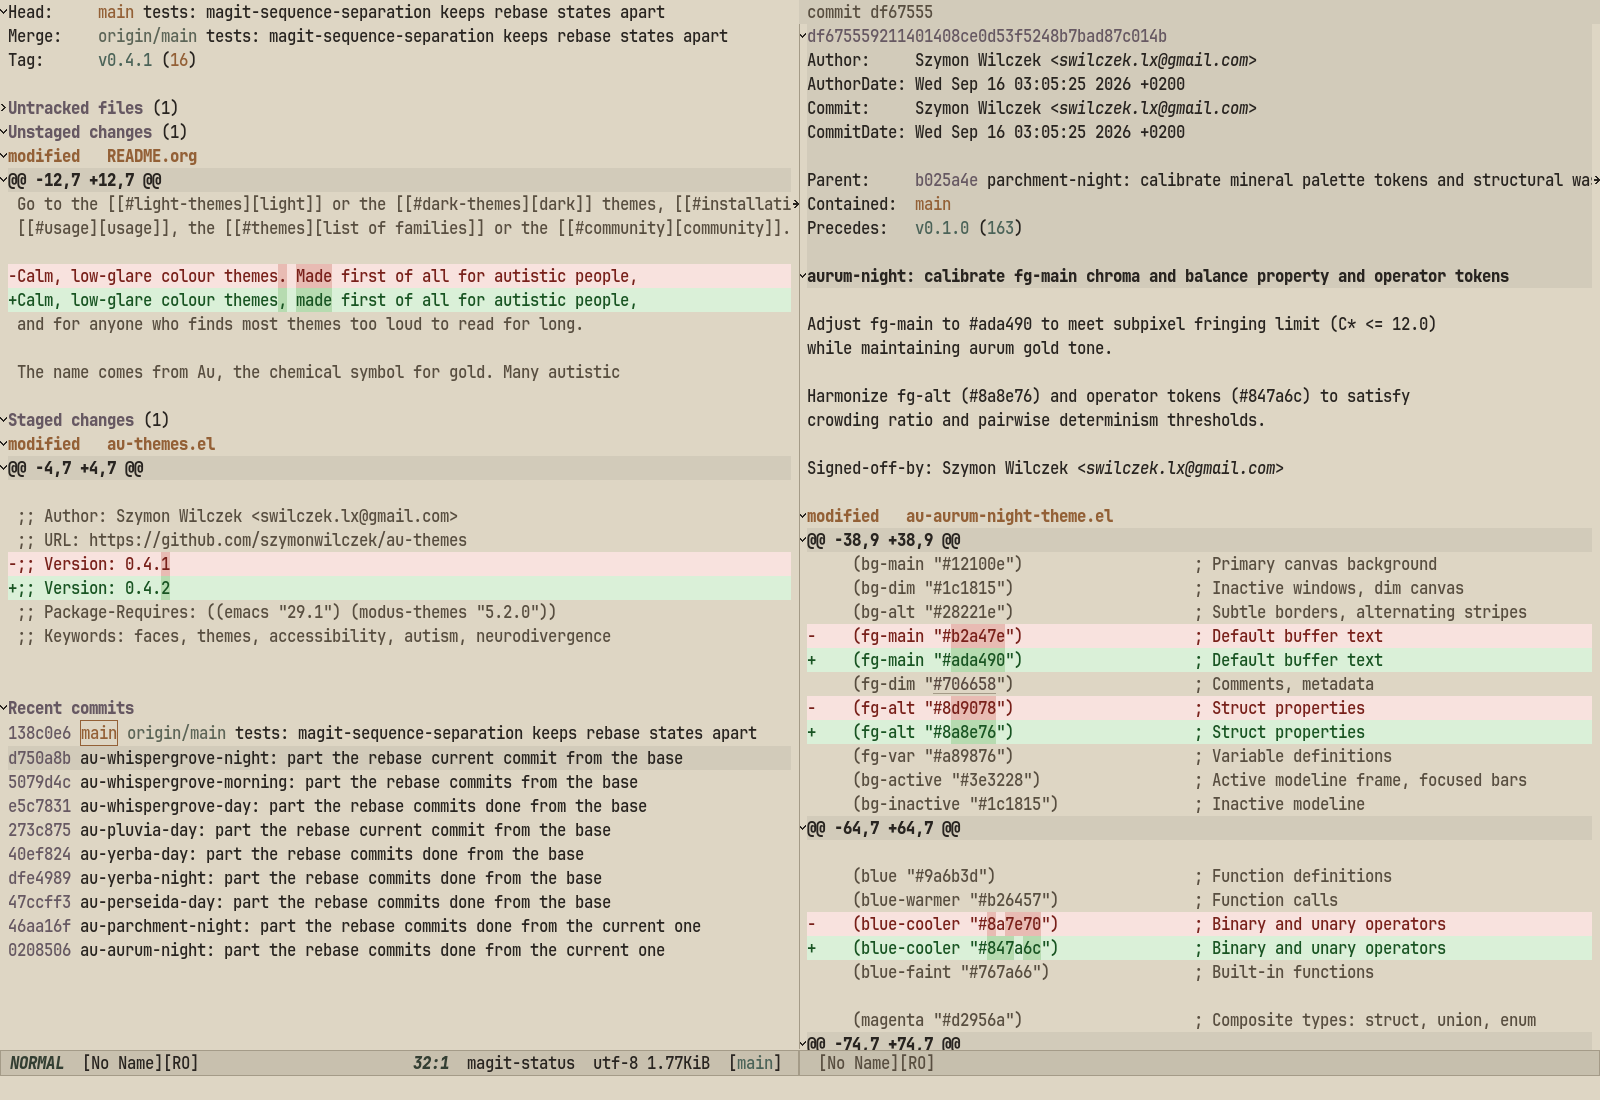 Head:     main tests: magit-sequence-separation keeps rebase states apart
Merge:    origin/main tests: magit-sequence-separation keeps rebase states apart
Tag:      v0.4.1 (16)
Untracked files (1)
Unstaged changes (1)
modified   README.org
@@ -12,7 +12,7 @@
 Go to the [[#light-themes][light]] or the [[#dark-themes][dark]] themes, [[#installati
 [[#usage][usage]], the [[#themes][list of families]] or the [[#community][community]].
-Calm, low-glare colour themes. Made first of all for autistic people,
+Calm, low-glare colour themes, made first of all for autistic people,
 and for anyone who finds most themes too loud to read for long.
 The name comes from Au, the chemical symbol for gold. Many autistic
Staged changes (1)
modified   au-themes.el
@@ -4,7 +4,7 @@
 ;; Author: Szymon Wilczek <swilczek.lx@gmail.com>
 ;; URL: https://github.com/szymonwilczek/au-themes
-;; Version: 0.4.1
+;; Version: 0.4.2
 ;; Package-Requires: ((emacs "29.1") (modus-themes "5.2.0"))
 ;; Keywords: faces, themes, accessibility, autism, neurodivergence
Recent commits
138c0e6 main origin/main tests: magit-sequence-separation keeps rebase states apart
d750a8b au-whispergrove-night: part the rebase current commit from the base
5079d4c au-whispergrove-morning: part the rebase commits from the base
e5c7831 au-whispergrove-day: part the rebase commits done from the base
273c875 au-pluvia-day: part the rebase current commit from the base
40ef824 au-yerba-day: part the rebase commits done from the base
dfe4989 au-yerba-night: part the rebase commits done from the base
47ccff3 au-perseida-day: part the rebase commits done from the base
46aa16f au-parchment-night: part the rebase commits done from the current one
0208506 au-aurum-night: part the rebase commits done from the current one
NORMAL  [No Name][RO]  32:1  magit-status  utf-8 1.77KiB  [main]
commit df67555
df675559211401408ce0d53f5248b7bad87c014b
Author:     Szymon Wilczek <swilczek.lx@gmail.com>
AuthorDate: Wed Sep 16 03:05:25 2026 +0200
Commit:     Szymon Wilczek <swilczek.lx@gmail.com>
CommitDate: Wed Sep 16 03:05:25 2026 +0200
Parent:     b025a4e parchment-night: calibrate mineral palette tokens and structural wa
Contained:  main
Precedes:   v0.1.0 (163)
aurum-night: calibrate fg-main chroma and balance property and operator tokens
Adjust fg-main to #ada490 to meet subpixel fringing limit (C* <= 12.0)
while maintaining aurum gold tone.
Harmonize fg-alt (#8a8e76) and operator tokens (#847a6c) to satisfy
crowding ratio and pairwise determinism thresholds.
Signed-off-by: Szymon Wilczek <swilczek.lx@gmail.com>
modified   au-aurum-night-theme.el
@@ -38,9 +38,9 @@
     (bg-main "#12100e")                   ; Primary canvas background
     (bg-dim "#1c1815")                    ; Inactive windows, dim canvas
     (bg-alt "#28221e")                    ; Subtle borders, alternating stripes
-    (fg-main "#b2a47e")                   ; Default buffer text
+    (fg-main "#ada490")                   ; Default buffer text
     (fg-dim "#706658")                    ; Comments, metadata
-    (fg-alt "#8d9078")                    ; Struct properties
+    (fg-alt "#8a8e76")                    ; Struct properties
     (fg-var "#a89876")                    ; Variable definitions
     (bg-active "#3e3228")                 ; Active modeline frame, focused bars
     (bg-inactive "#1c1815")               ; Inactive modeline
@@ -64,7 +64,7 @@
     (blue "#9a6b3d")                      ; Function definitions
     (blue-warmer "#b26457")               ; Function calls
-    (blue-cooler "#8a7e70")               ; Binary and unary operators
+    (blue-cooler "#847a6c")               ; Binary and unary operators
     (blue-faint "#767a66")                ; Built-in functions
     (magenta "#d2956a")                   ; Composite types: struct, union, enum
@@ -74,7 +74,7 @@
[No Name][RO]